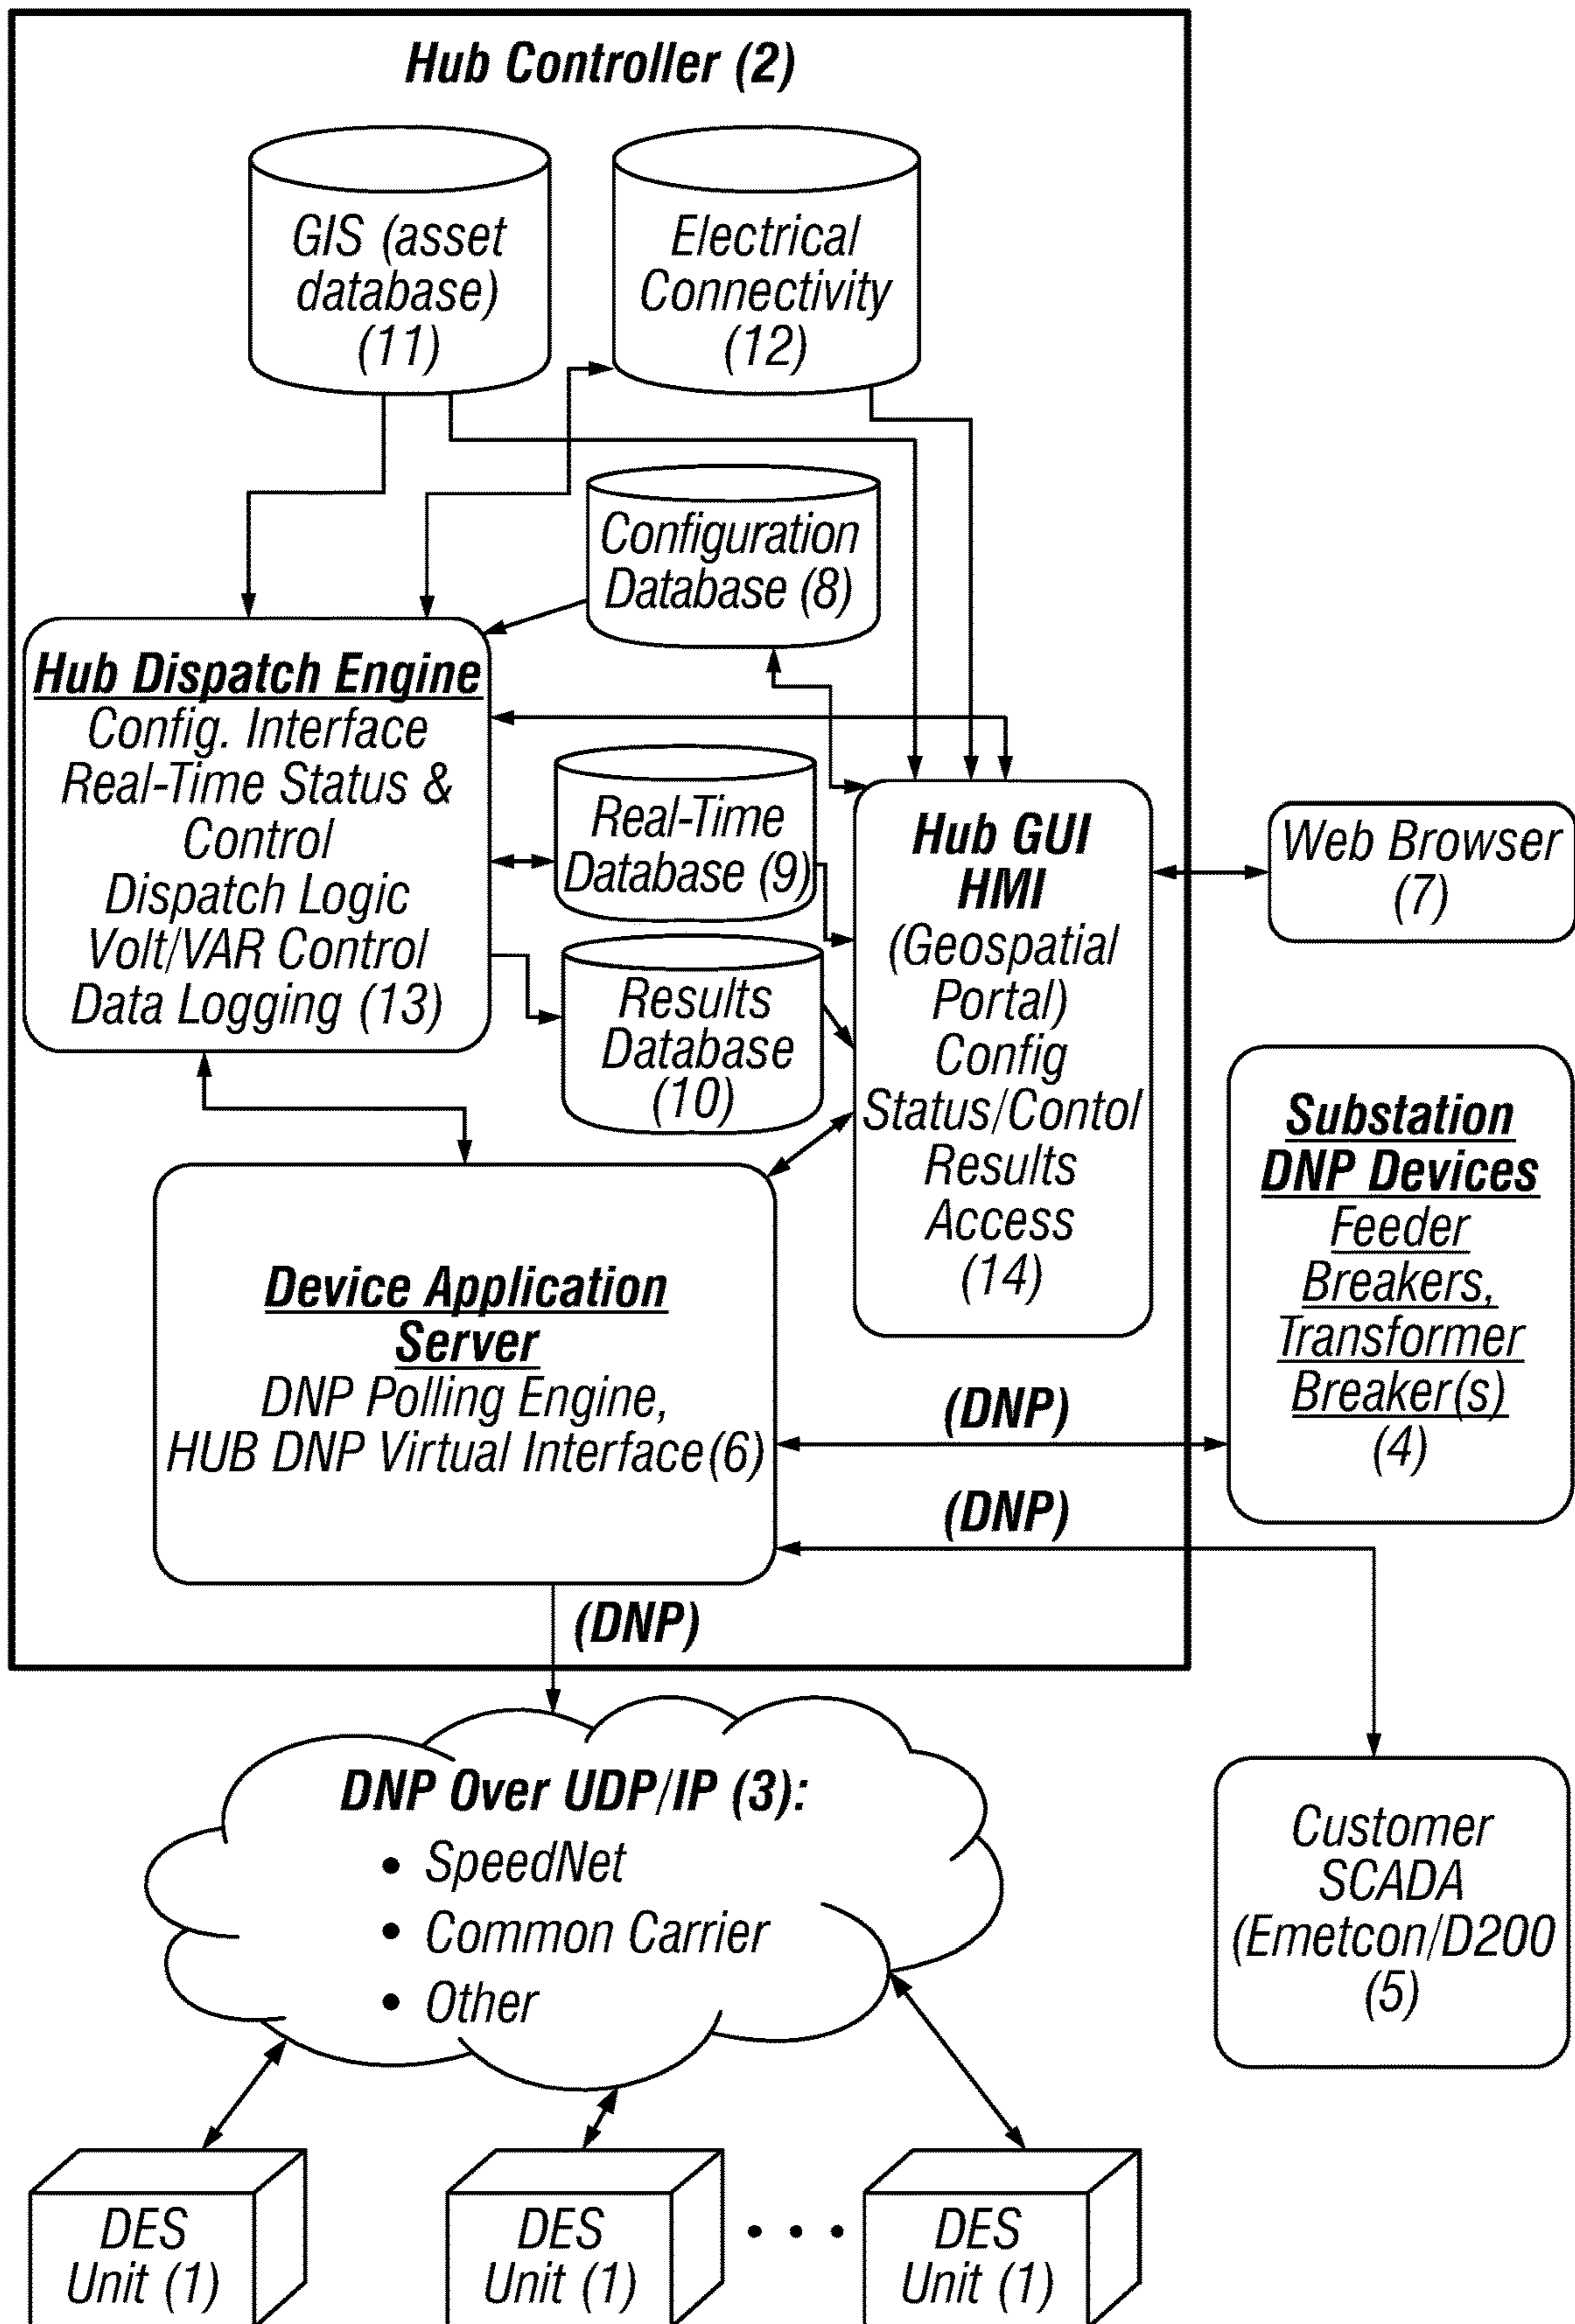 Hub Controller (2)
GIS (asset
database)
(11)
Electrical
Connectivity
(12)
Configuration
Database (8)
Hub Dispatch Engine
Config. Interface
Real-Time Status &
Control
Dispatch Logic
Volt/VAR Control
Data Logging (13)
Real-Time
Database (9)
Results
Database
(10)
Hub GUI
HMI
(Geospatial
Portal)
Config
Status/Contol
Results
Access
(14)
Web Browser
(7)
Substation
DNP Devices
Feeder
Breakers,
Transformer
Breaker(s)
(4)
Device Application
Server
DNP Polling Engine,
HUB DNP Virtual Interface (6)
(DNP)
(DNP)
(DNP)
DNP Over UDP/IP (3):
• SpeedNet
• Common Carrier
• Other
Customer
SCADA
(Emetcon/D200
(5)
DES
Unit (1)
DES
Unit (1)
• • •
DES
Unit (1)